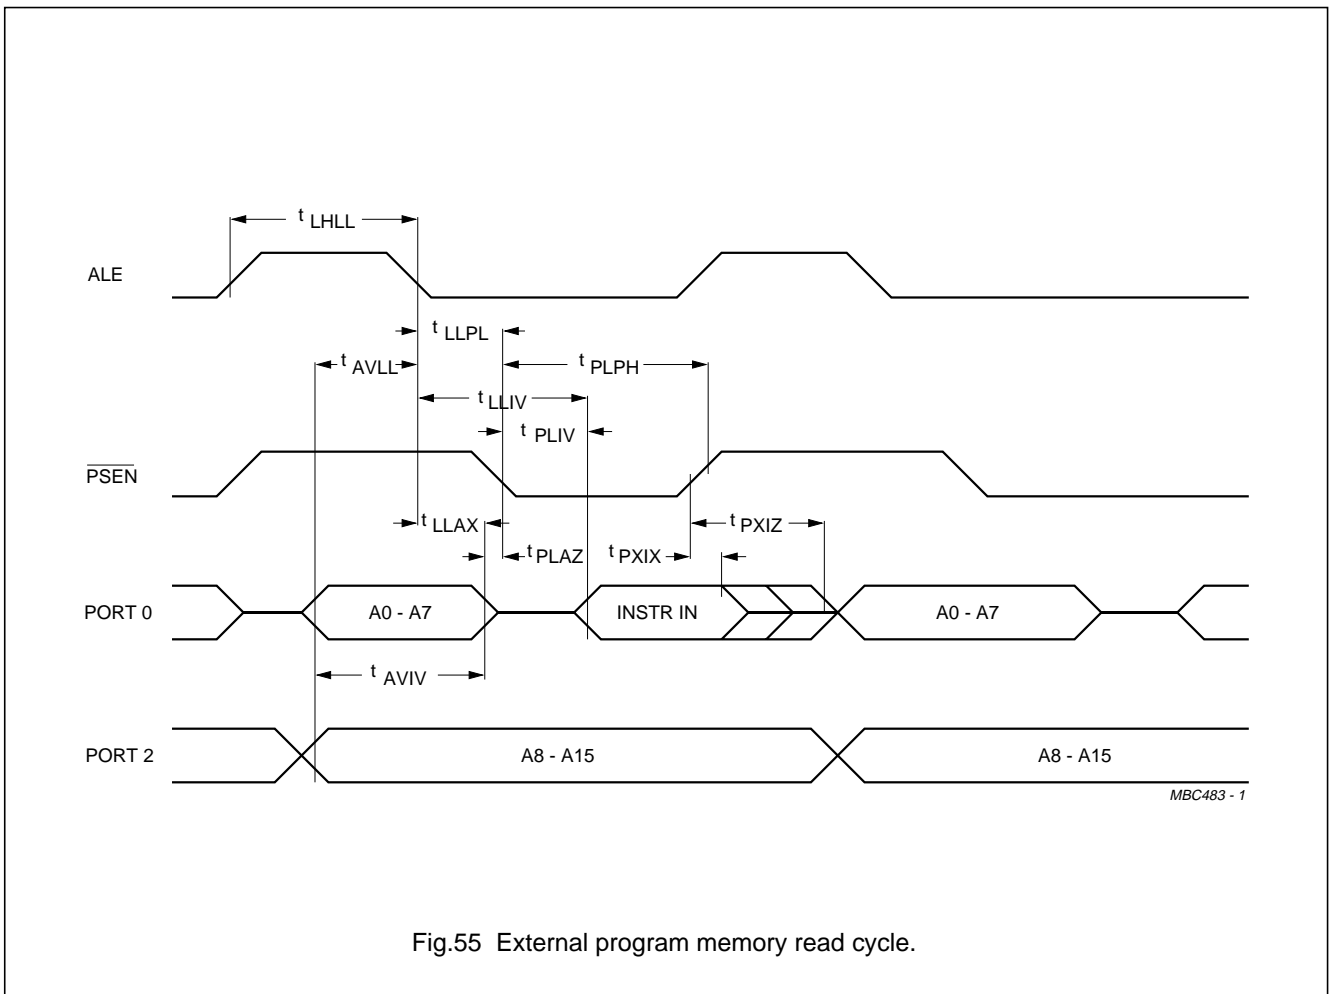 t LHLL
ALE
t LLPL
t AVLL
t PLPH
t LLIV
t PLIV
PSEN
t LLAX
t PXIZ
t PLAZ
t PXIX
PORT 0
A0 - A7
INSTR IN
A0 - A7
t AVIV
PORT 2
A8 - A15
A8 - A15
MBC483 - 1
Fig.55 External program memory read cycle.